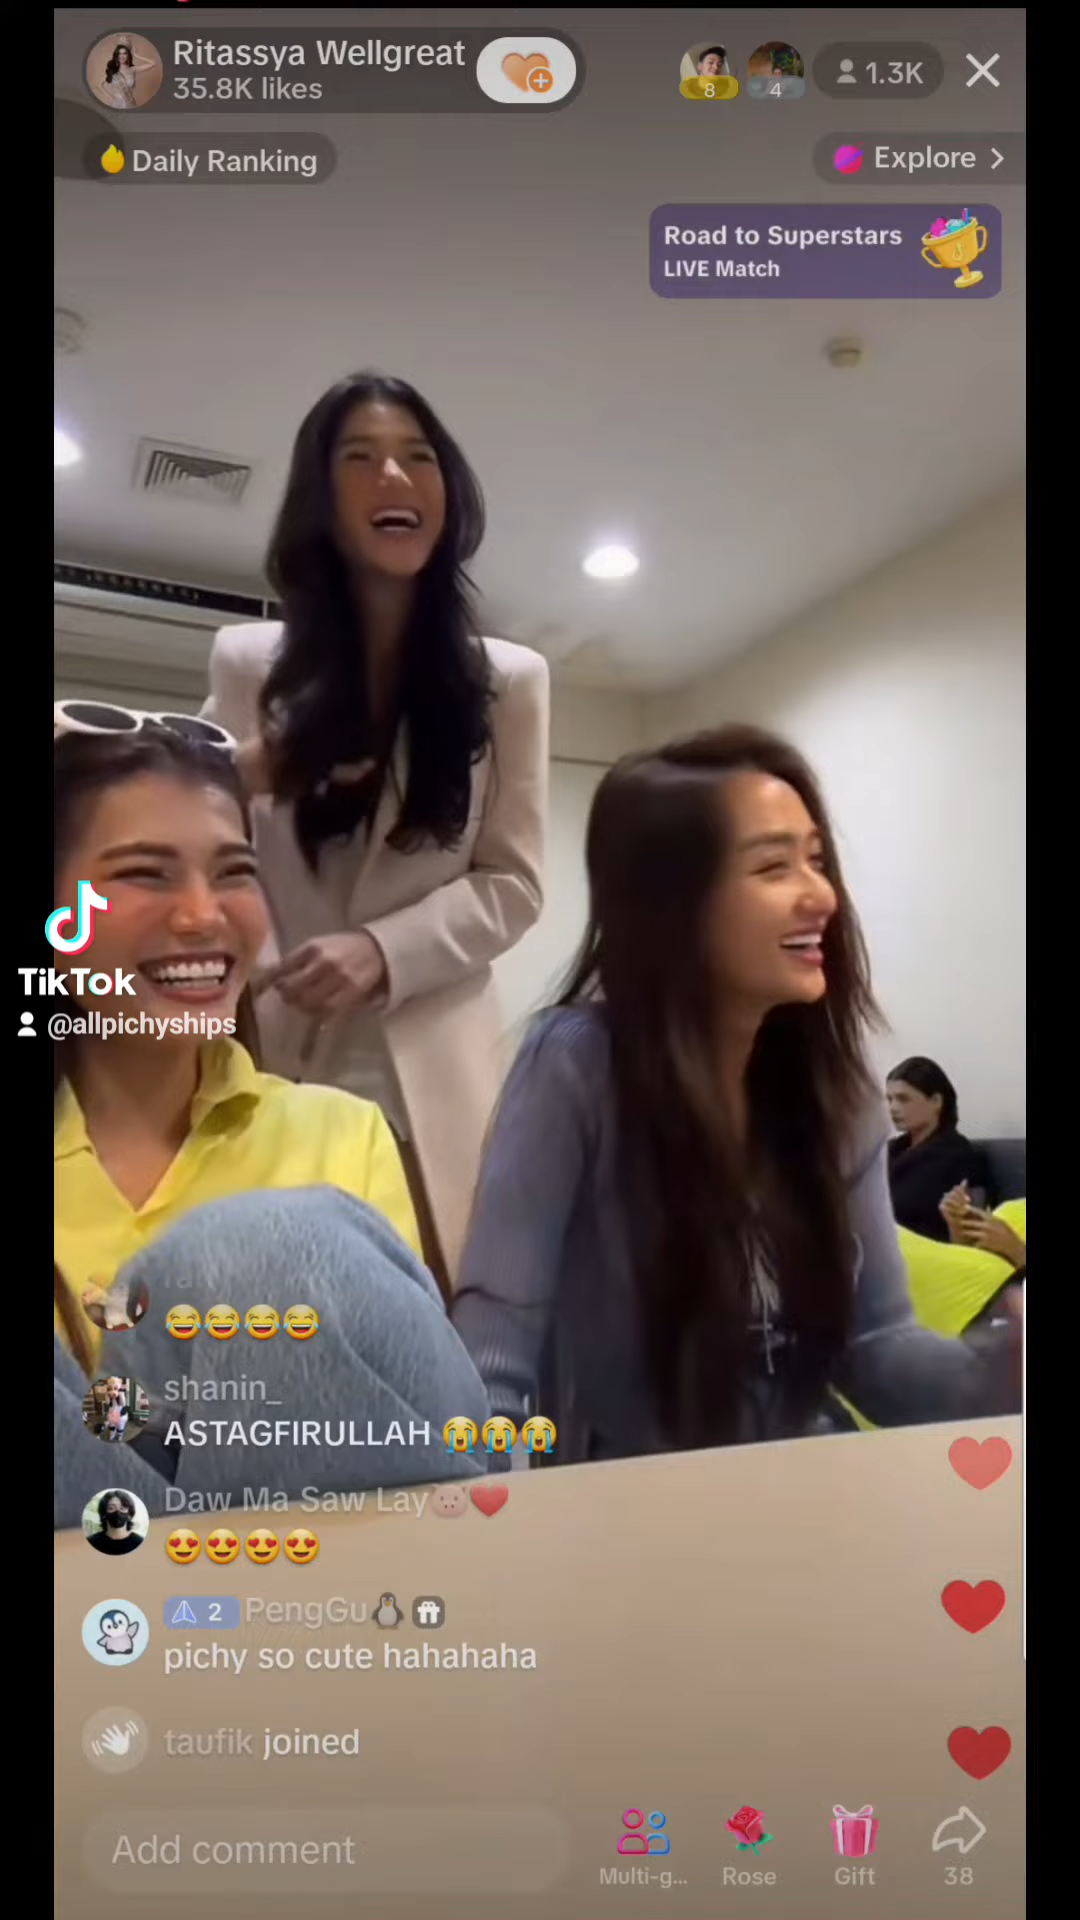 Ritassya Wellgreat
35.8K likes
8
4
1.3K
Daily Ranking
Explore
Road to Superstars
LIVE Match
TikTok
@allpichyships
😂😂😂😂
shanin_
ASTAGFIRULLAH 😭😭😭
Daw Ma Saw Lay🐷❤️
😍😍😍😍
2 PengGu🐧
pichy so cute hahahaha
taufik joined
Add comment
Multi-g...
Rose
Gift
38